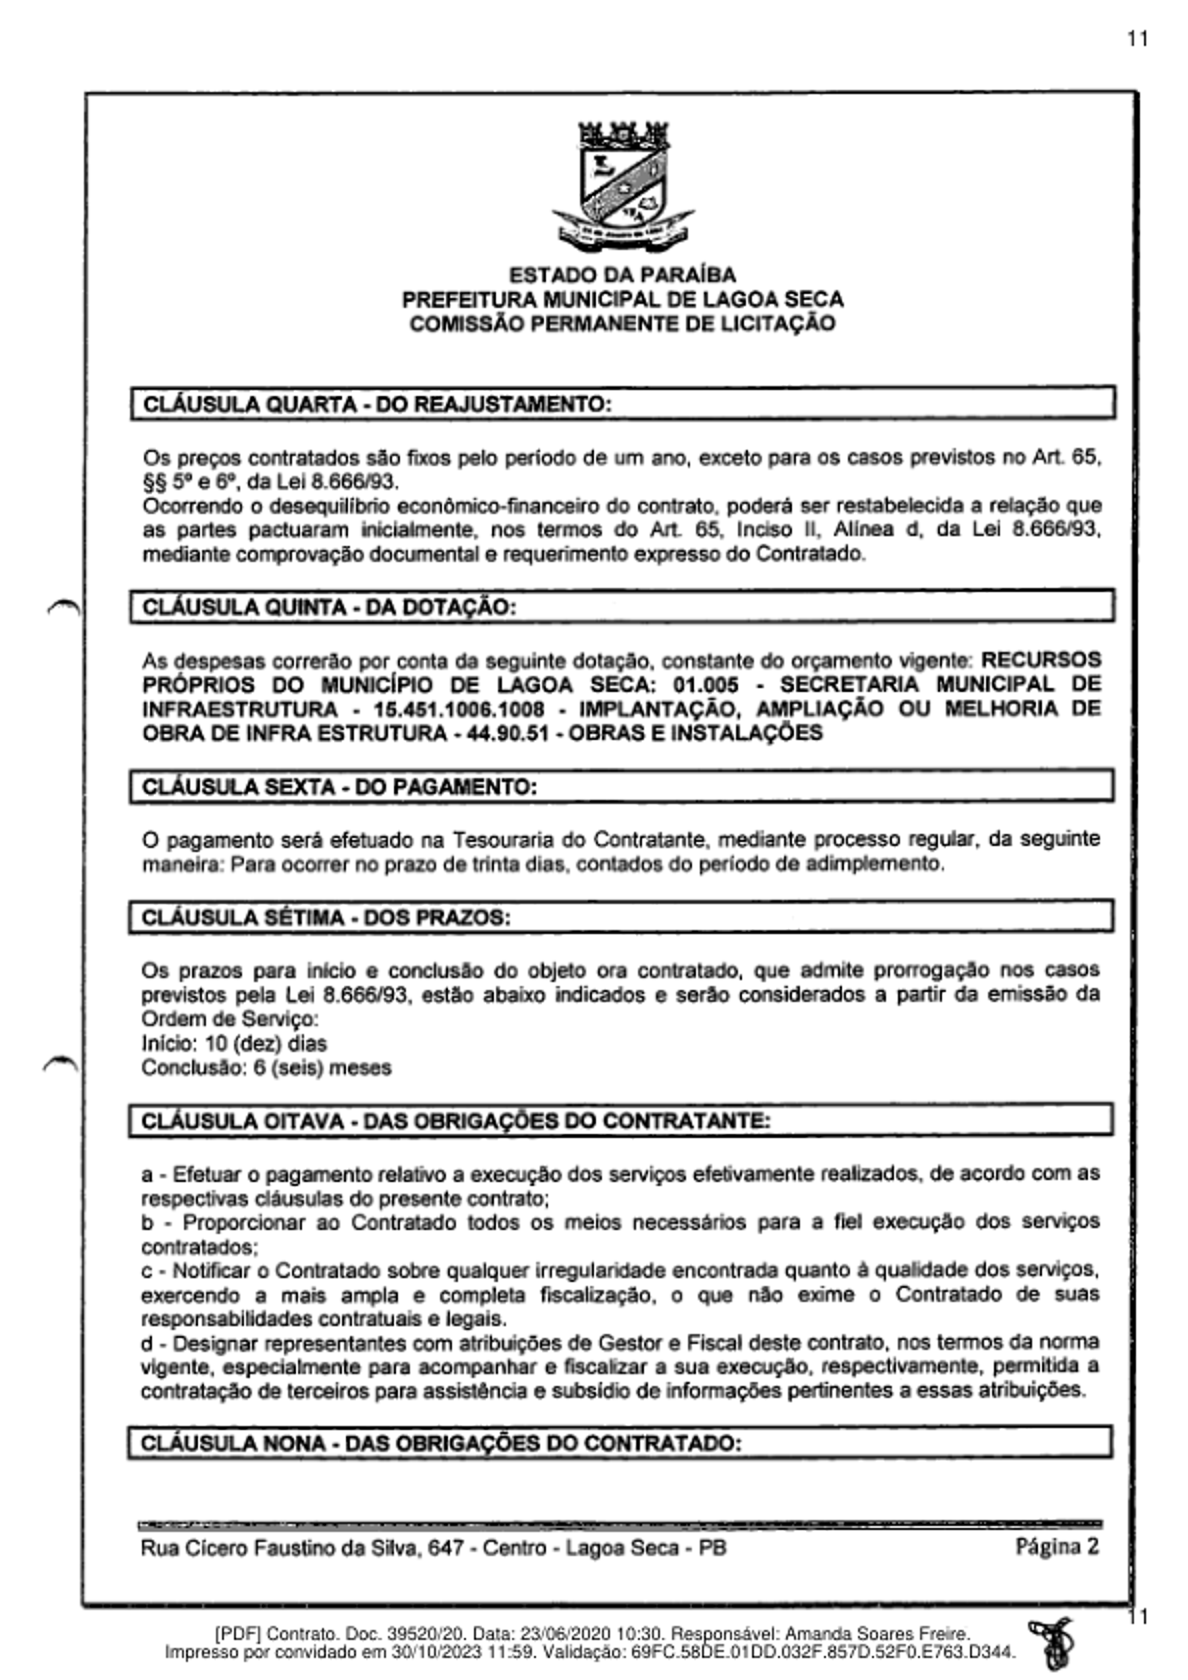 11
ESTADO DA PARAÍBA
PREFEITURA MUNICIPAL DE LAGOA SECA
COMISSÃO PERMANENTE DE LICITAÇÃO
CLÁUSULA QUARTA - DO REAJUSTAMENTO:
Os preços contratados são fixos pelo período de um ano, exceto para os casos previstos no Art. 65,
§§ 5º e 6º, da Lei 8.666/93.
Ocorrendo o desequilíbrio econômico-financeiro do contrato, poderá ser restabelecida a relação que
as partes pactuaram inicialmente, nos termos do Art. 65, Inciso II, Alínea d, da Lei 8.666/93,
mediante comprovação documental e requerimento expresso do Contratado.
CLÁUSULA QUINTA - DA DOTAÇÃO:
As despesas correrão por conta da seguinte dotação, constante do orçamento vigente: RECURSOS
PRÓPRIOS DO MUNICÍPIO DE LAGOA SECA: 01.005 - SECRETARIA MUNICIPAL DE
INFRAESTRUTURA - 15.451.1006.1008 - IMPLANTAÇÃO, AMPLIAÇÃO OU MELHORIA DE
OBRA DE INFRA ESTRUTURA - 44.90.51 - OBRAS E INSTALAÇÕES
CLÁUSULA SEXTA - DO PAGAMENTO:
O pagamento será efetuado na Tesouraria do Contratante, mediante processo regular, da seguinte
maneira: Para ocorrer no prazo de trinta dias, contados do período de adimplemento.
CLÁUSULA SÉTIMA - DOS PRAZOS:
Os prazos para início e conclusão do objeto ora contratado, que admite prorrogação nos casos
previstos pela Lei 8.666/93, estão abaixo indicados e serão considerados a partir da emissão da
Ordem de Serviço:
Início: 10 (dez) dias
Conclusão: 6 (seis) meses
CLÁUSULA OITAVA - DAS OBRIGAÇÕES DO CONTRATANTE:
a - Efetuar o pagamento relativo a execução dos serviços efetivamente realizados, de acordo com as
respectivas cláusulas do presente contrato;
b - Proporcionar ao Contratado todos os meios necessários para a fiel execução dos serviços
contratados;
c - Notificar o Contratado sobre qualquer irregularidade encontrada quanto à qualidade dos serviços,
exercendo a mais ampla e completa fiscalização, o que não exime o Contratado de suas
responsabilidades contratuais e legais.
d - Designar representantes com atribuições de Gestor e Fiscal deste contrato, nos termos da norma
vigente, especialmente para acompanhar e fiscalizar a sua execução, respectivamente, permitida a
contratação de terceiros para assistência e subsídio de informações pertinentes a essas atribuições.
CLÁUSULA NONA - DAS OBRIGAÇÕES DO CONTRATADO:
Rua Cícero Faustino da Silva, 647 - Centro - Lagoa Seca - PB
Página 2
11
[PDF] Contrato. Doc. 39520/20. Data: 23/06/2020 10:30. Responsável: Amanda Soares Freire.
Impresso por convidado em 30/10/2023 11:59. Validação: 69FC.58DE.01DD.032F.857D.52F0.E763.D344.